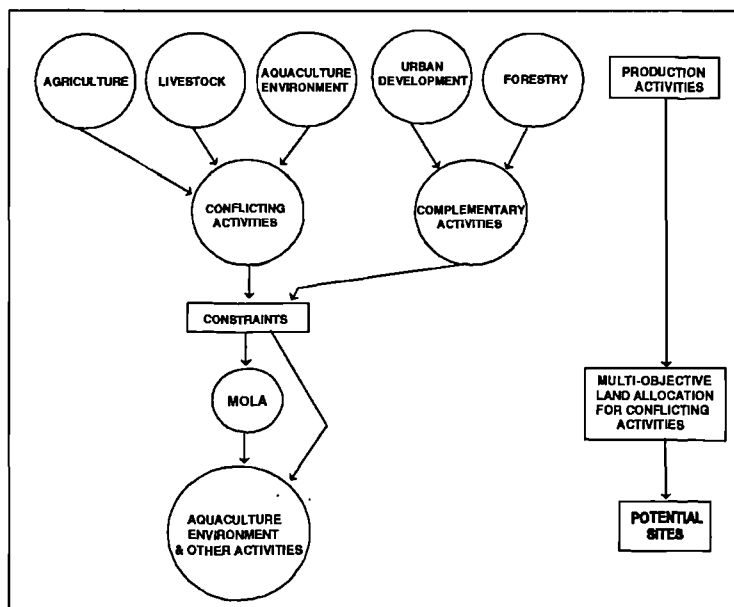 AGRICULTURE
LIVESTOCK
AQUACULTURE
ENVIRONMENT
URBAN
DEVELOPMENT
FORESTRY
PRODUCTION
ACTIVITIES
CONFLICTING
ACTIVITIES
COMPLEMENTARY
ACTIVITIES
CONSTRAINTS
MOLA
MULTI-OBJECTIVE
LAND ALLOCATION
FOR CONFLICTING
ACTIVITIES
AQUACULTURE
ENVIRONMENT
& OTHER ACTIVITIES
POTENTIAL
SITES